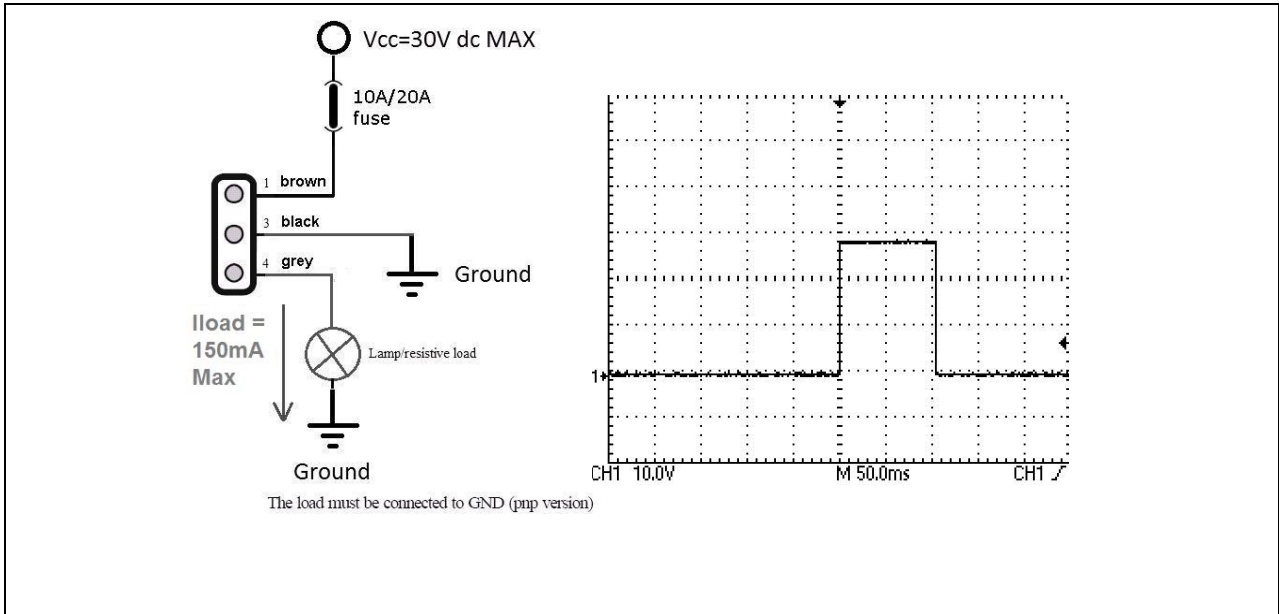 Vcc=30V dc MAX
10A/20A
fuse
1 brown
3 black
4 grey
Ground
Iload =
150mA
Max
Lamp/resistive load
Ground
The load must be connected to GND (pnp version)
1
CH1 10.0V M 50.0ms CH1